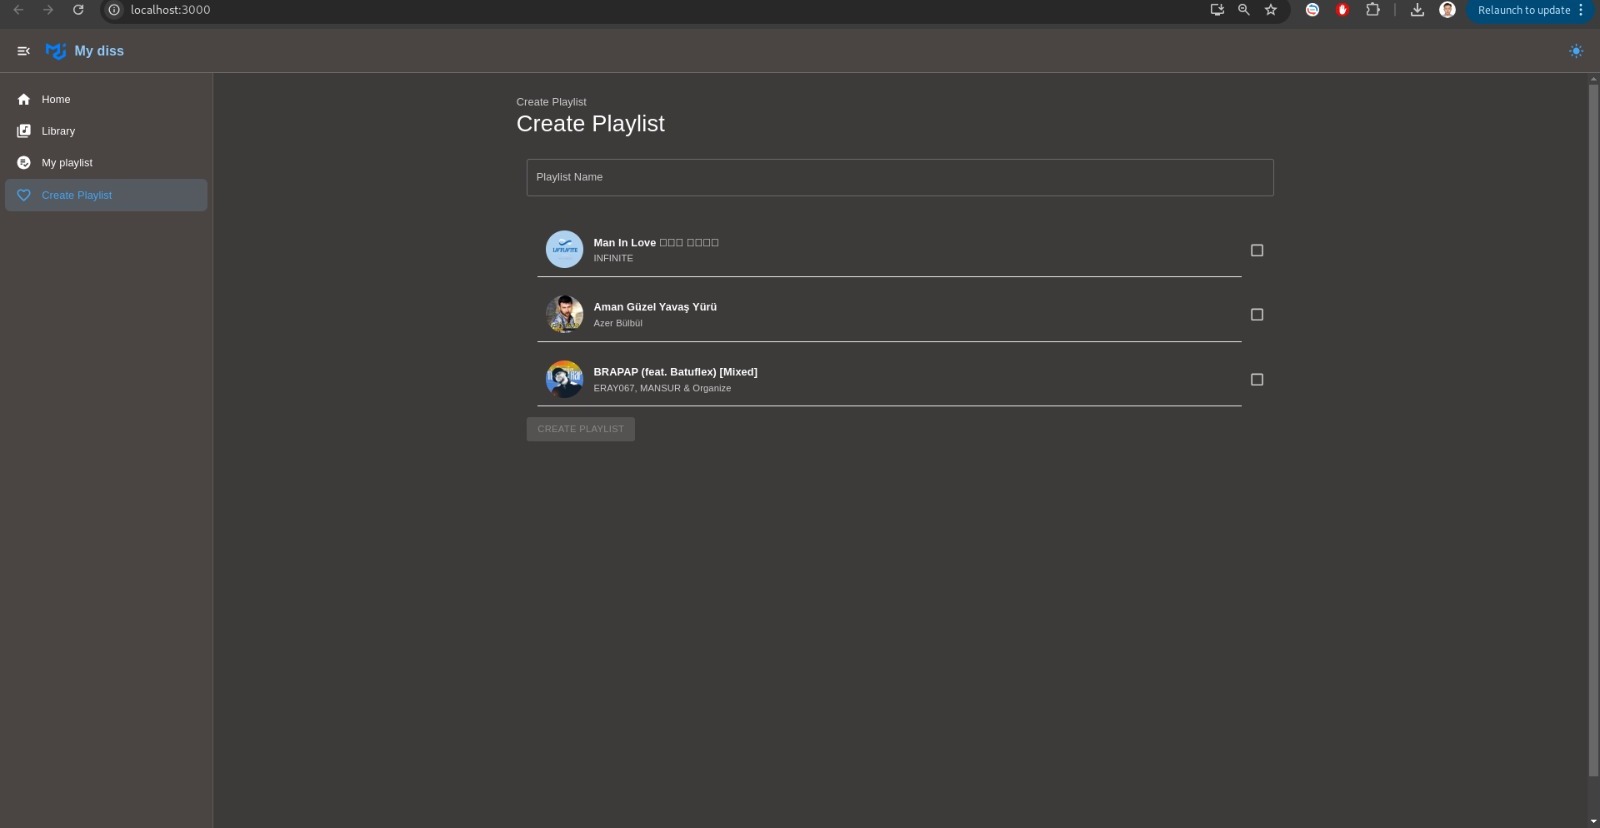 localhost:3000
Relaunch to update
My diss
Home
Library
My playlist
Create Playlist
Create Playlist
Create Playlist
Playlist Name
Man In Love
INFINITE
Aman Güzel Yavaş Yürü
Azer Bülbül
BRAPAP (feat. Batuflex) [Mixed]
ERAY067, MANSUR & Organize
CREATE PLAYLIST